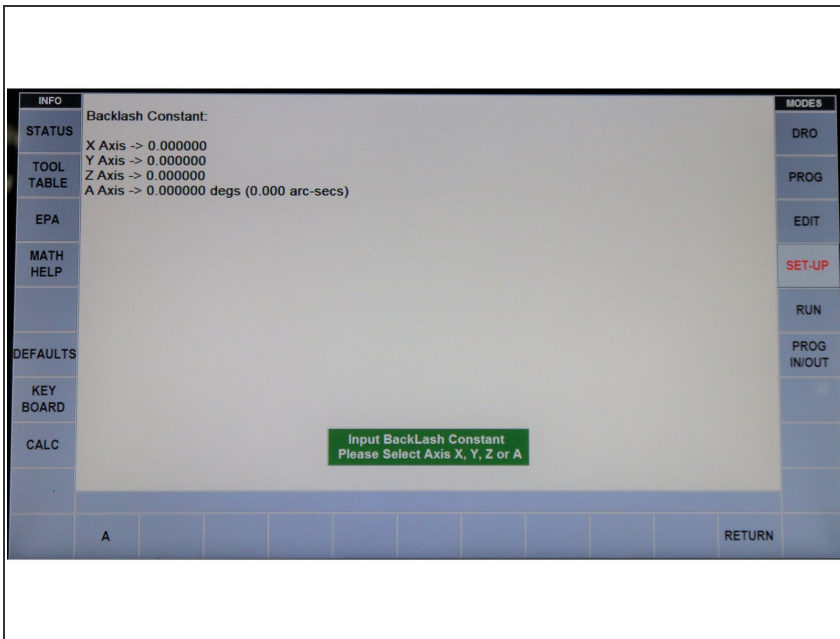 INFO
STATUS
TOOL
TABLE
EPA
MATH
HELP
DEFAULTS
KEY
BOARD
CALC
Backlash Constant:
X Axis -> 0.000000
Y Axis -> 0.000000
Z Axis -> 0.000000
A Axis -> 0.000000 degs (0.000 arc-secs)
Input BackLash Constant
Please Select Axis X, Y, Z or A
MODES
DRO
PROG
EDIT
SET-UP
RUN
PROG
IN/OUT
A
RETURN